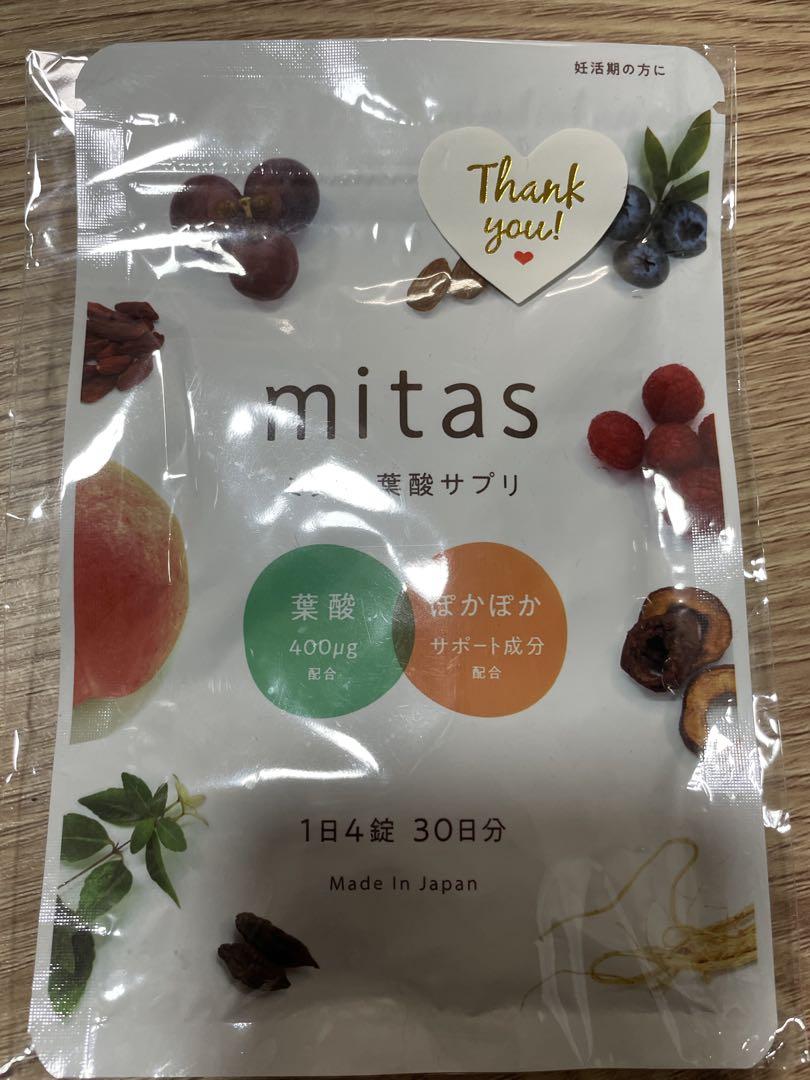 妊活期の方に
Thank
you!
mitas
葉酸サプリ
葉酸
400μg
配合
ぽかぽか
サポート成分
配合
1日4錠 30日分
Made In Japan